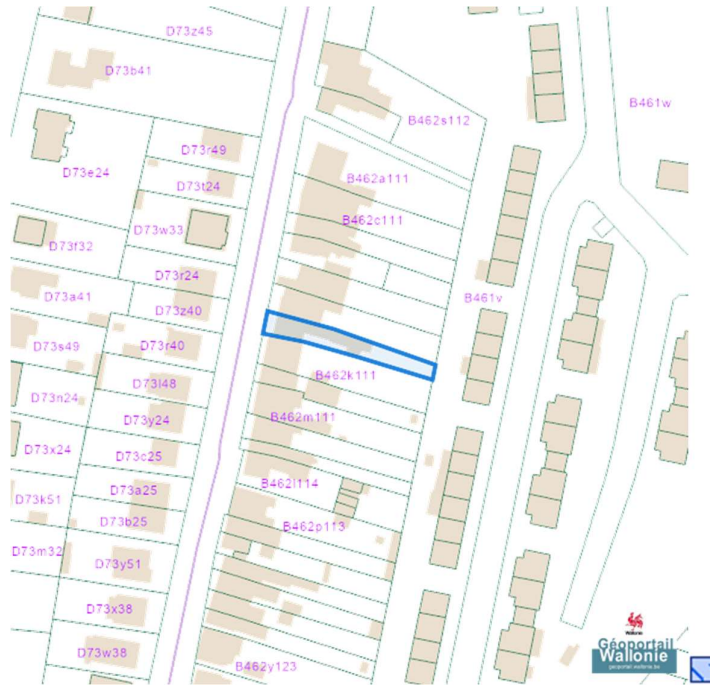 D73z45
D73b41
B461w
B462s112
D73r49
D73e24
B462a111
D73t24
B462c111
D73w33
D73f32
D73r24
D73a41
B461v
D73z40
D73s49
D73r40
B462k111
D73l48
D73n24
D73y24
B462m111
D73x24
D73c25
B462l114
D73a25
D73k51
D73b25
B462p113
D73m32
D73y51
D73x38
Wallonie
Géoportail
Wallonie
geoportail.wallonie.be
D73w38
B462y123